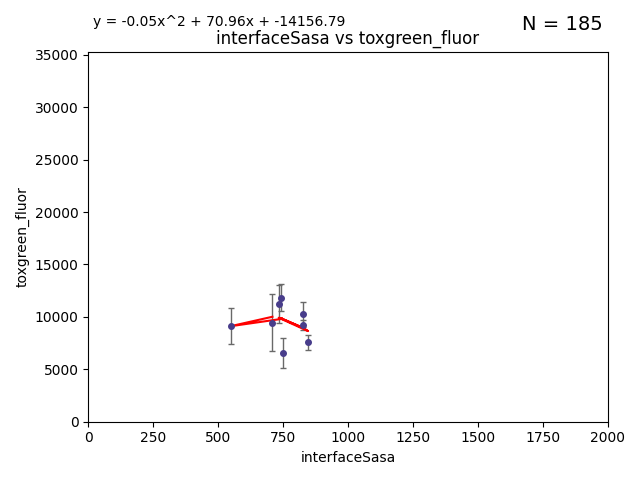 y = -0.05x^2 + 70.96x + -14156.79
N = 185
interfaceSasa vs toxgreen_fluor
35000
30000
25000
20000
15000
10000
5000
0
toxgreen_fluor
0 250 500 750 1000 1250 1500 1750 2000
interfaceSasa